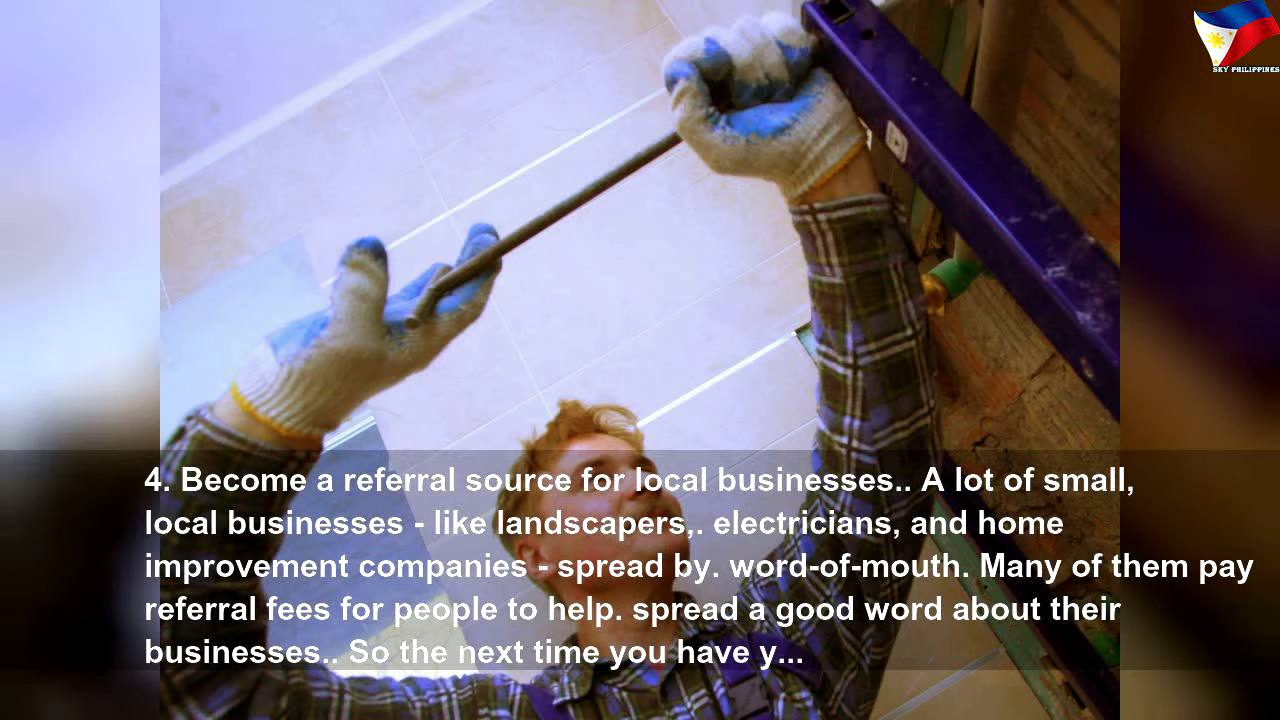 SKY PHILIPPINES
4. Become a referral source for local businesses.. A lot of small,
local businesses - like landscapers,. electricians, and home
improvement companies - spread by. word-of-mouth. Many of them pay
referral fees for people to help. spread a good word about their
businesses.. So the next time you have y...